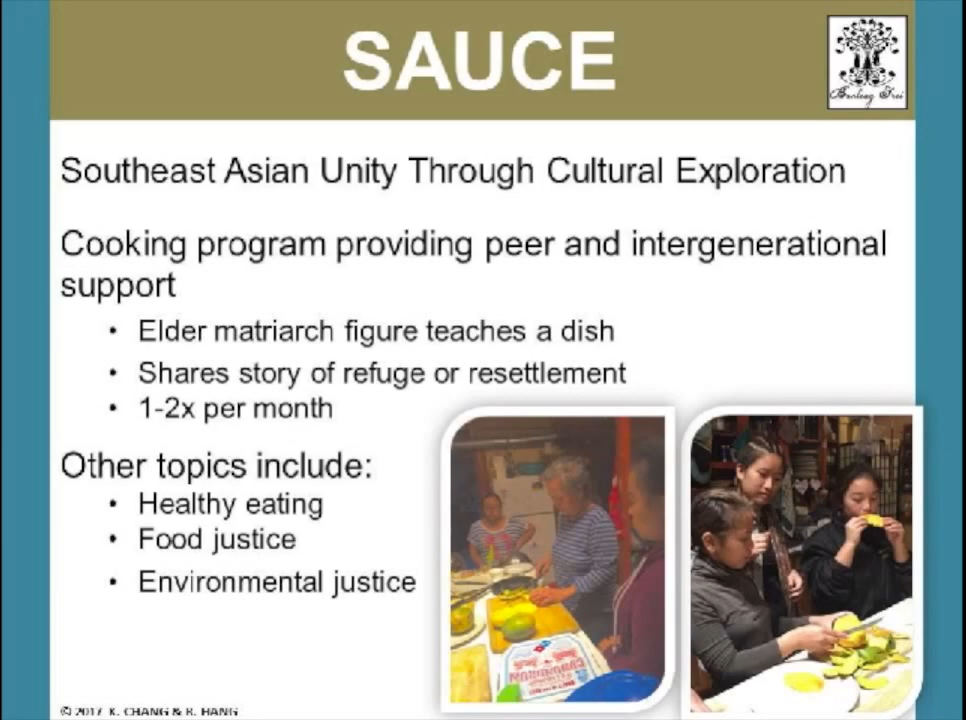 SAUCE
Banteay Srei
Southeast Asian Unity Through Cultural Exploration
Cooking program providing peer and intergenerational
support
• Elder matriarch figure teaches a dish
• Shares story of refuge or resettlement
• 1-2x per month
Other topics include:
• Healthy eating
• Food justice
• Environmental justice
© 2017 K. CHANG & R. HANG